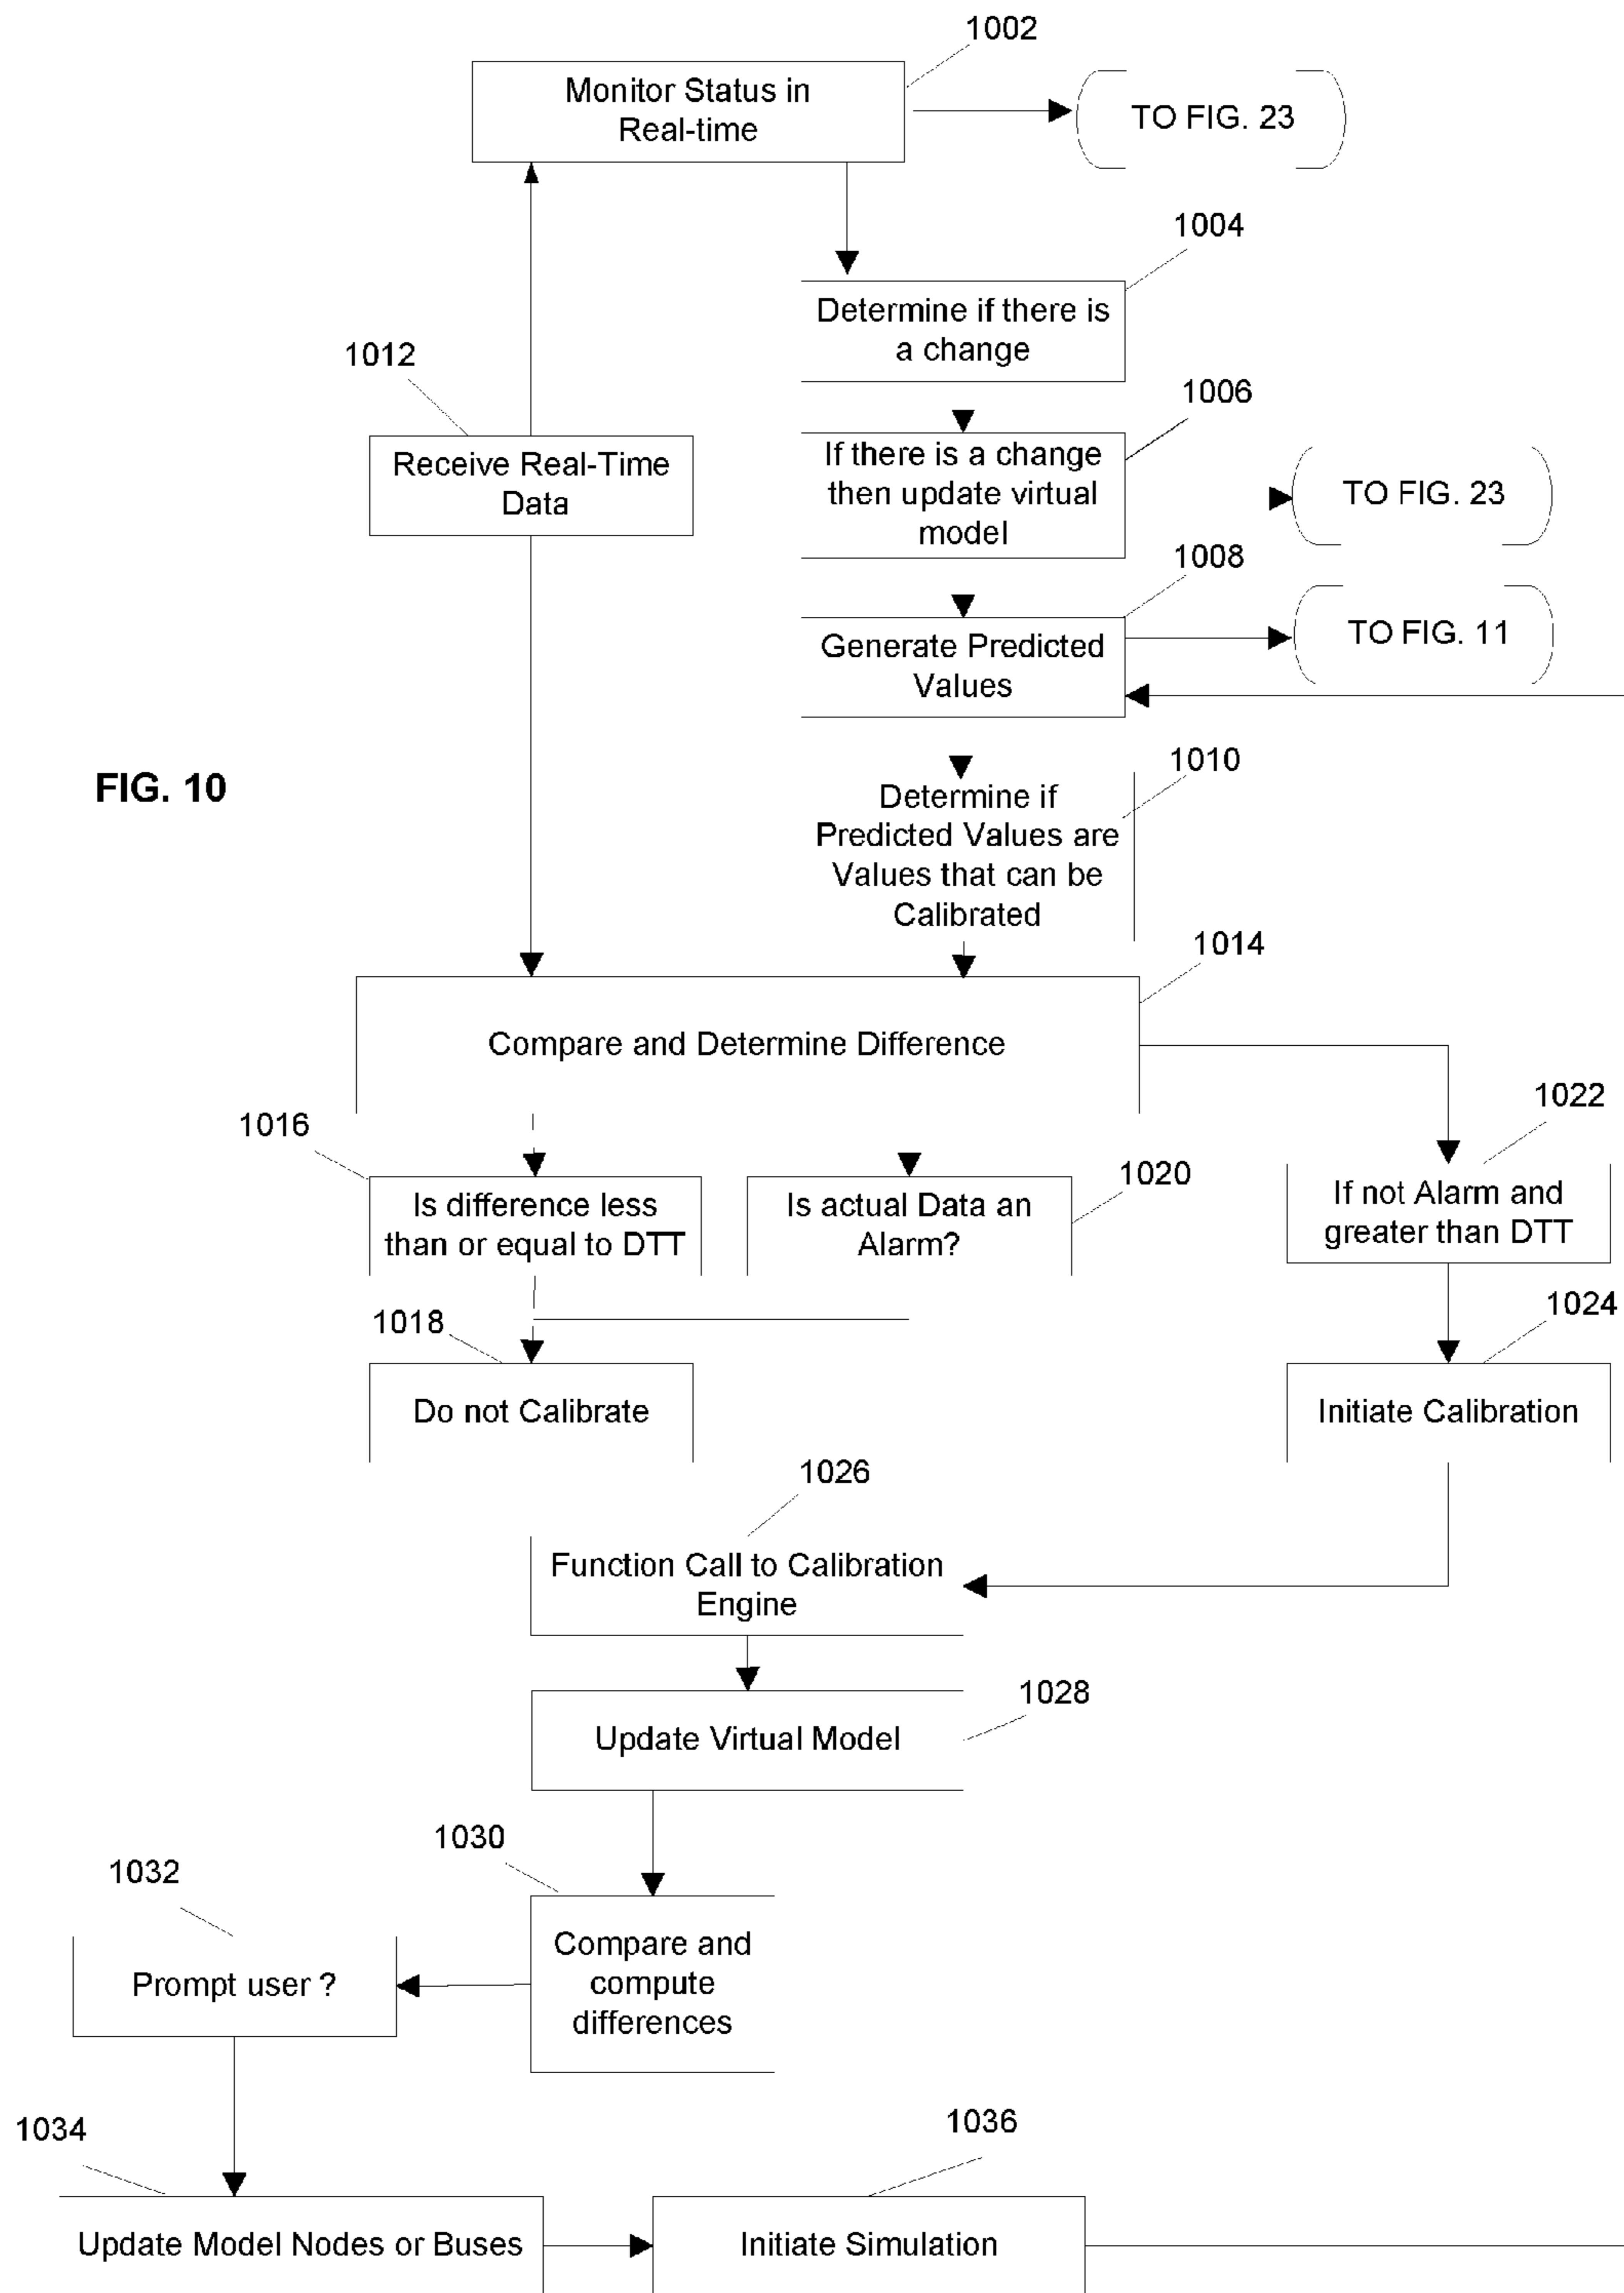 1002
Monitor Status in
Real-time
TO FIG. 23
1004
Determine if there is
a change
1012
Receive Real-Time
Data
1006
If there is a change
then update virtual
model
TO FIG. 23
1008
Generate Predicted
Values
TO FIG. 11
FIG. 10
1010
Determine if
Predicted Values are
Values that can be
Calibrated
1014
Compare and Determine Difference
1016
Is difference less
than or equal to DTT
1020
Is actual Data an
Alarm?
1022
If not Alarm and
greater than DTT
1018
Do not Calibrate
1024
Initiate Calibration
1026
Function Call to Calibration
Engine
1028
Update Virtual Model
1030
Compare and
compute
differences
1032
Prompt user ?
1034
Update Model Nodes or Buses
1036
Initiate Simulation